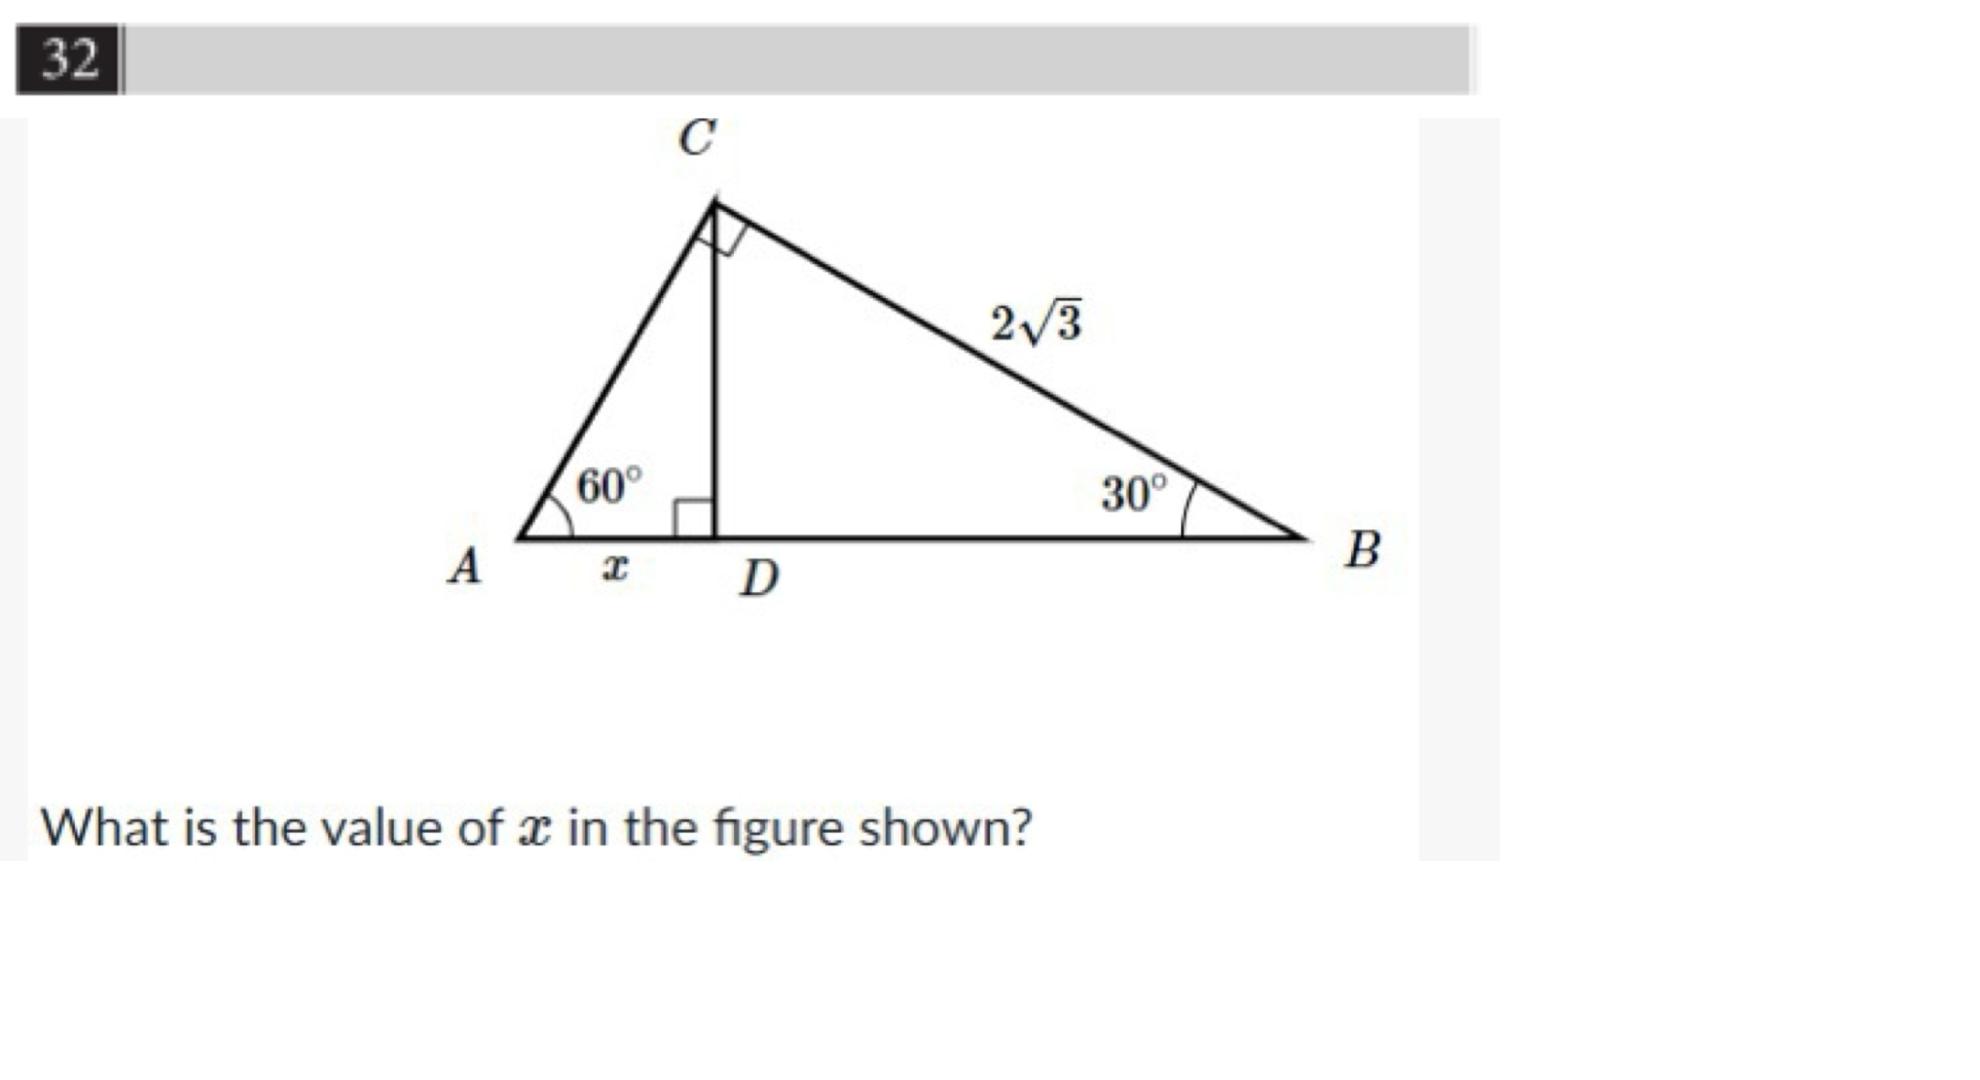 32
C
2√3
60°
30°
A
x
D
B
What is the value of x in the figure shown?